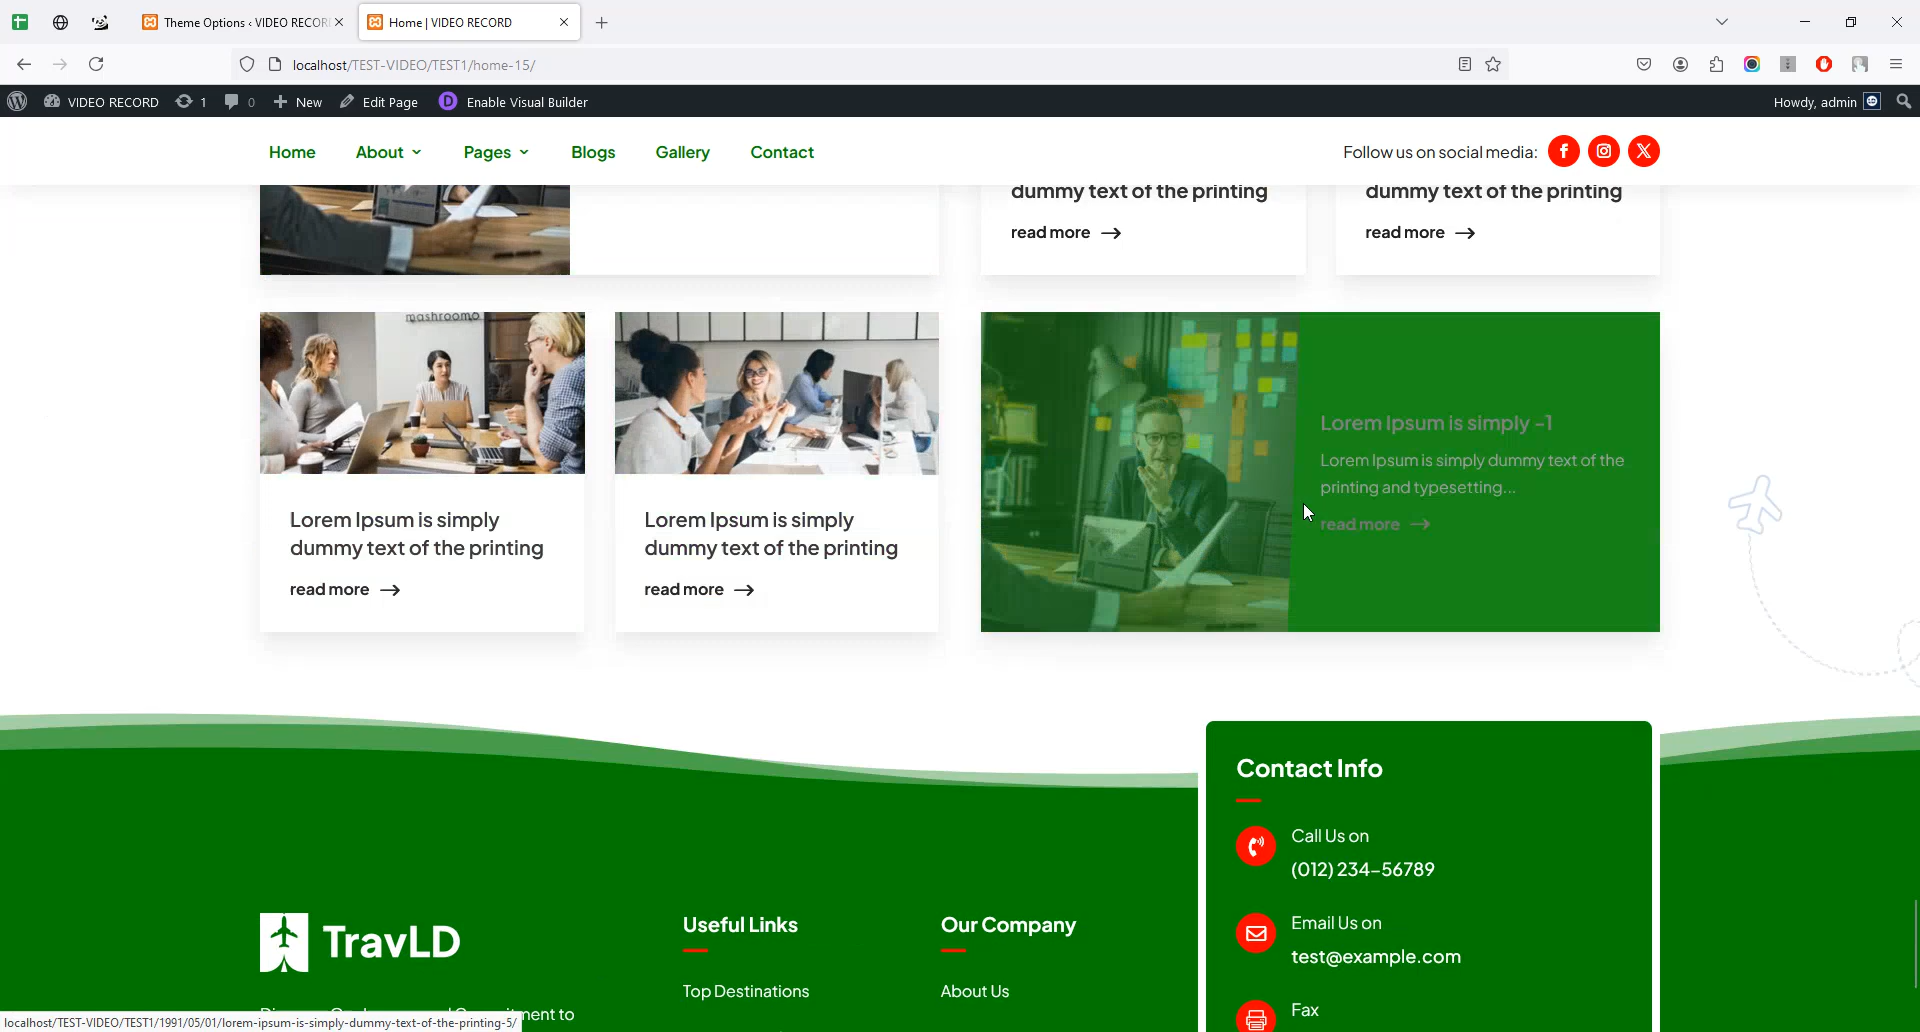 Theme Options ‹ VIDEO RECOR
Home | VIDEO RECORD
localhost/TEST-VIDEO/TEST1/home-15/
VIDEO RECORD
1
0
New
Edit Page
Enable Visual Builder
Howdy, admin
Home
About
Pages
Blogs
Gallery
Contact
Follow us on social media:
dummy text of the printing
dummy text of the printing
read more
read more
mashroomo
Lorem Ipsum is simply
dummy text of the printing
read more
Lorem Ipsum is simply
dummy text of the printing
read more
Lorem Ipsum is simply -1
Lorem Ipsum is simply dummy text of the
printing and typesetting...
read more
Contact Info
Call Us on
(012) 234-56789
Email Us on
test@example.com
Fax
TravLD
Useful Links
Top Destinations
Our Company
About Us
ment to
localhost/TEST-VIDEO/TEST1/1991/05/01/lorem-ipsum-is-simply-dummy-text-of-the-printing-5/